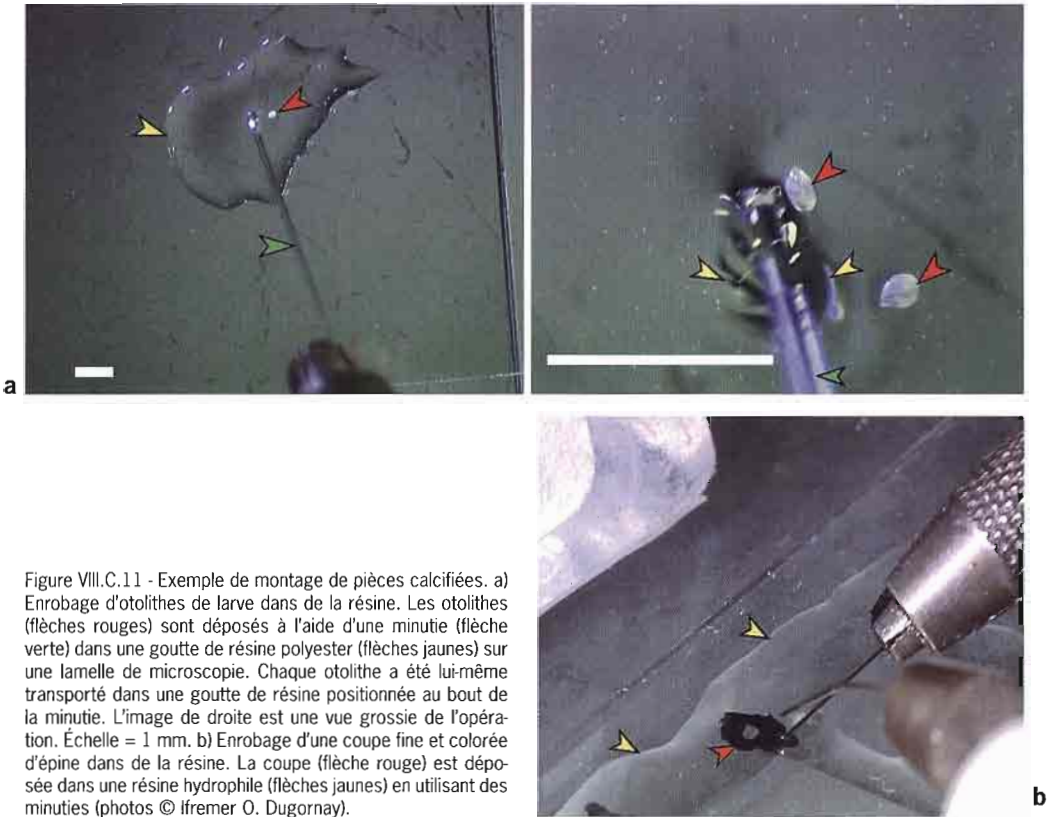 a
Figure VIII.C.11 - Exemple de montage de pièces calcifiées. a)
Enrobage d'otolithes de larve dans de la résine. Les otolithes
(flèches rouges) sont déposés à l'aide d'une minutie (flèche
verte) dans une goutte de résine polyester (flèches jaunes) sur
une lamelle de microscopie. Chaque otolithe a été lui-même
transporté dans une goutte de résine positionnée au bout de
la minutie. L'image de droite est une vue grossie de l'opéra-
tion. Échelle = 1 mm. b) Enrobage d'une coupe fine et colorée
d'épine dans de la résine. La coupe (flèche rouge) est dépo-
sée dans une résine hydrophile (flèches jaunes) en utilisant des
minuties (photos © Ifremer O. Dugornay).
b